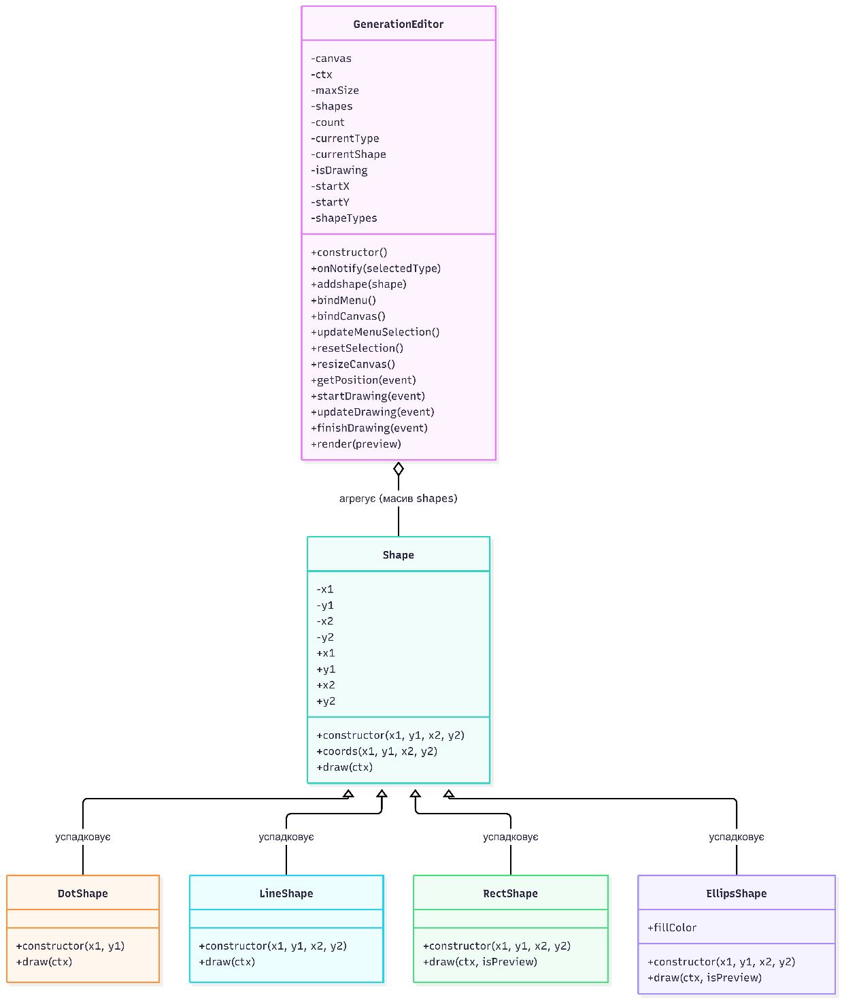 GenerationEditor
-canvas
-ctx
-maxSize
-shapes
-count
-currentType
-currentShape
-isDrawing
-startX
-startY
-shapeTypes
+constructor()
+onNotify(selectedType)
+addshape(shape)
+bindMenu()
+bindCanvas()
+updateMenuSelection()
+resetSelection()
+resizeCanvas()
+getPosition(event)
+startDrawing(event)
+updateDrawing(event)
+finishDrawing(event)
+render(preview)
агрегує (масив shapes)
Shape
-x1
-y1
-x2
-y2
+x1
+y1
+x2
+y2
+constructor(x1, y1, x2, y2)
+coords(x1, y1, x2, y2)
+draw(ctx)
успадковує
успадковує
успадковує
успадковує
DotShape
+constructor(x1, y1)
+draw(ctx)
LineShape
+constructor(x1, y1, x2, y2)
+draw(ctx)
RectShape
+constructor(x1, y1, x2, y2)
+draw(ctx, isPreview)
EllipsShape
+fillColor
+constructor(x1, y1, x2, y2)
+draw(ctx, isPreview)